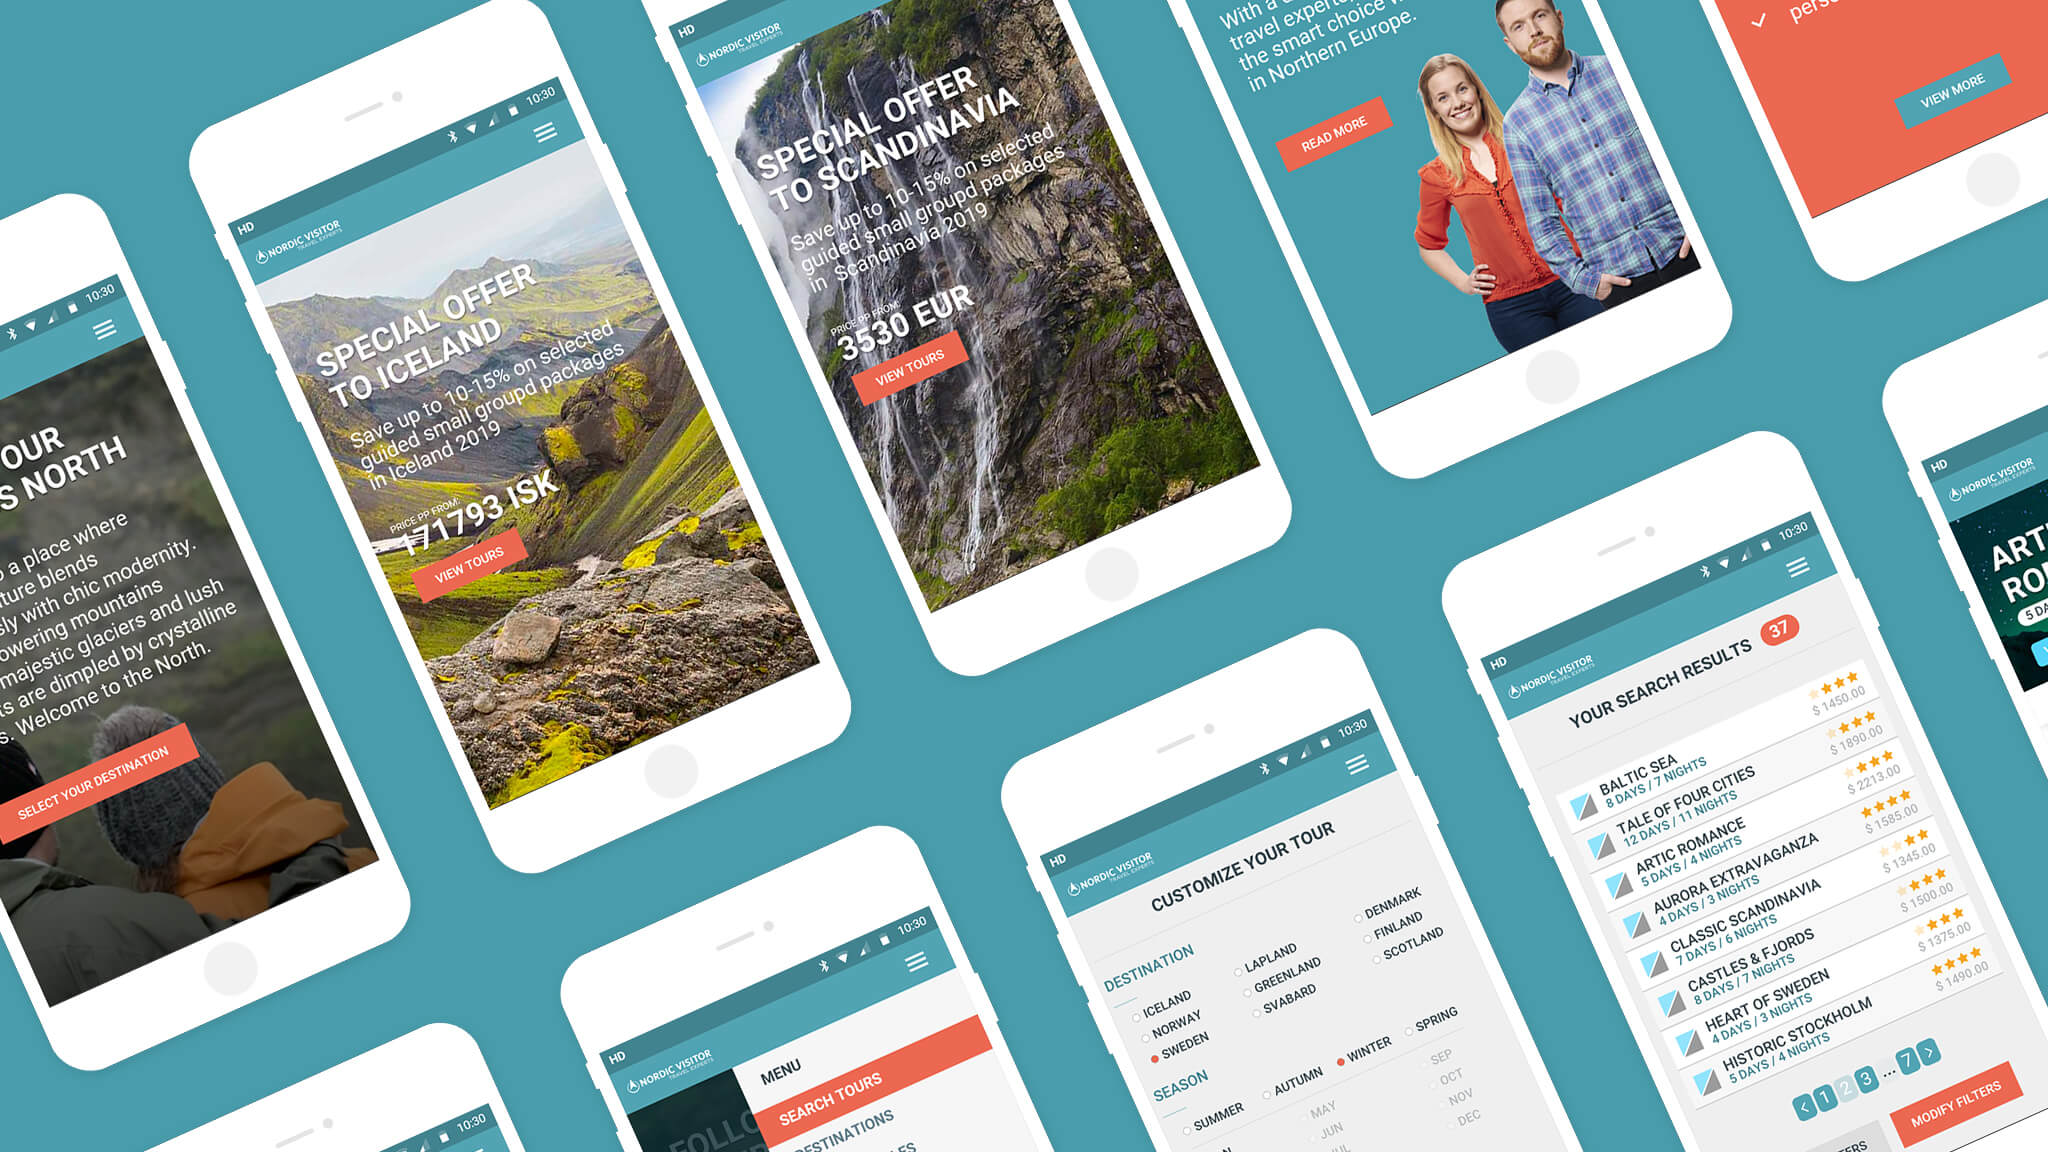 10:30
OUR
S NORTH
a place where
ture blends
sly with chic modernity.
owering mountains
majestic glaciers and lush
ts are dimpled by crystalline
s. Welcome to the North.
SELECT YOUR DESTINATION
HD
10:30
NORDIC VISITOR
TRAVEL EXPERTS
SPECIAL OFFER
TO ICELAND
Save up to 10-15% on selected
guided small groupd packages
in Iceland 2019
PRICE PP FROM:
171793 ISK
VIEW TOURS
HD
NORDIC VISITOR
TRAVEL EXPERTS
SPECIAL OFFER
TO SCANDINAVIA
Save up to 10-15% on selected
guided small groupd packages
in Scandinavia 2019
PRICE PP FROM:
3530 EUR
VIEW TOURS
With a
travel expert
the smart choice
in Northern Europe.
READ MORE
pers
VIEW MORE
10:30
HD
10:30
NORDIC VISITOR
TRAVEL EXPERTS
FOLLO
MENU
SEARCH TOURS
DESTINATIONS
LES
HD
10:30
NORDIC VISITOR
TRAVEL EXPERTS
CUSTOMIZE YOUR TOUR
DESTINATION
ICELAND LAPLAND DENMARK
NORWAY GREENLAND FINLAND
SWEDEN SVABARD SCOTLAND
SEASON
SUMMER AUTUMN WINTER SPRING
MAY SEP
JUN OCT
JUL NOV
DEC
HD
10:30
NORDIC VISITOR
TRAVEL EXPERTS
YOUR SEARCH RESULTS 37
BALTIC SEA
8 DAYS / 7 NIGHTS
$ 1450.00
TALE OF FOUR CITIES
12 DAYS / 11 NIGHTS
$ 1890.00
ARTIC ROMANCE
5 DAYS / 4 NIGHTS
$ 2213.00
AURORA EXTRAVAGANZA
4 DAYS / 3 NIGHTS
$ 1585.00
CLASSIC SCANDINAVIA
7 DAYS / 6 NIGHTS
$ 1345.00
CASTLES & FJORDS
8 DAYS / 7 NIGHTS
$ 1500.00
HEART OF SWEDEN
4 DAYS / 3 NIGHTS
$ 1375.00
HISTORIC STOCKHOLM
5 DAYS / 4 NIGHTS
$ 1490.00
< 1 2 3 ... 7 >
TERS
MODIFY FILTERS
HD
NORDIC VISITOR
TRAVEL EXPERTS
ART
RO
5 DA